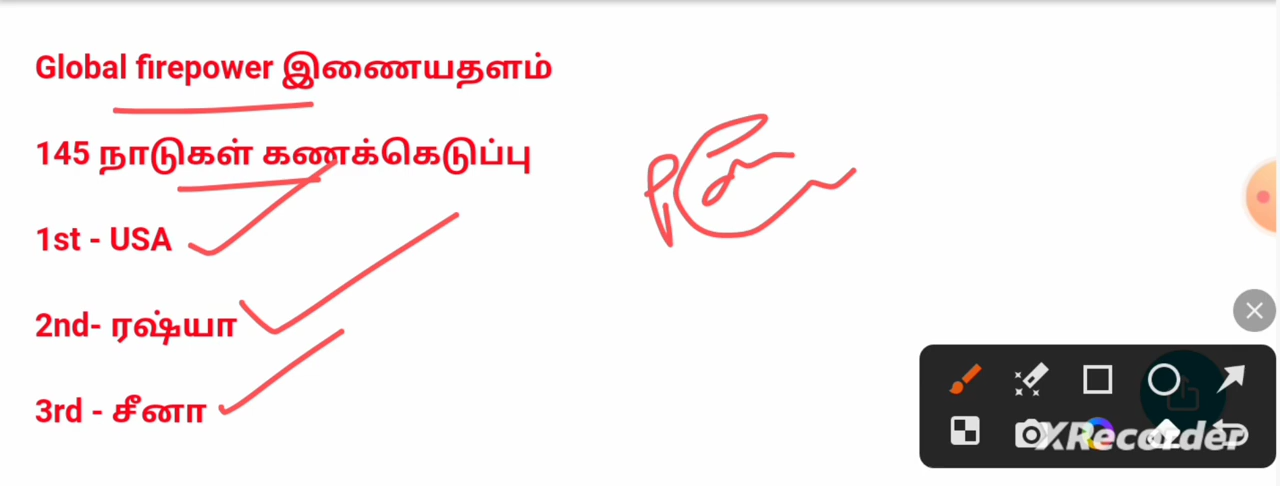 Global firepower இணையதளம்
145 நாடுகள் கணக்கெடுப்பு
1st - USA
2nd- ரஷ்யா
3rd - சீனா
XRecorder